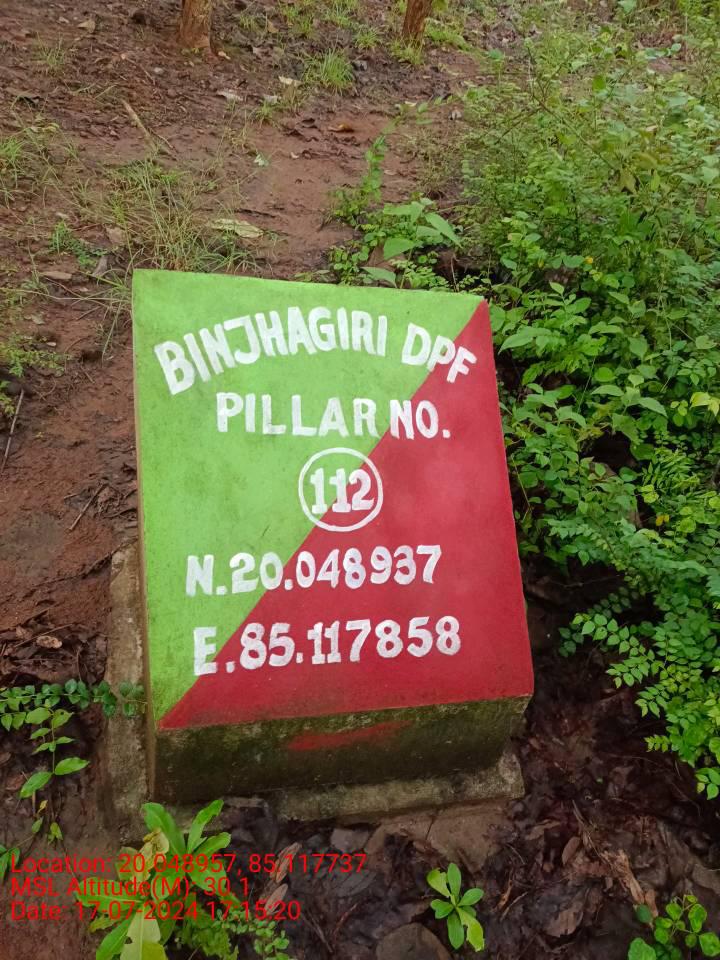 BINJHAGIRI DPF
PILLAR NO.
112
N.20.048937
E.85.117858
Location: 20.048957, 85.117737
MSL Altitude(M): 30.1
Date: 17-07-2024 17:15:20